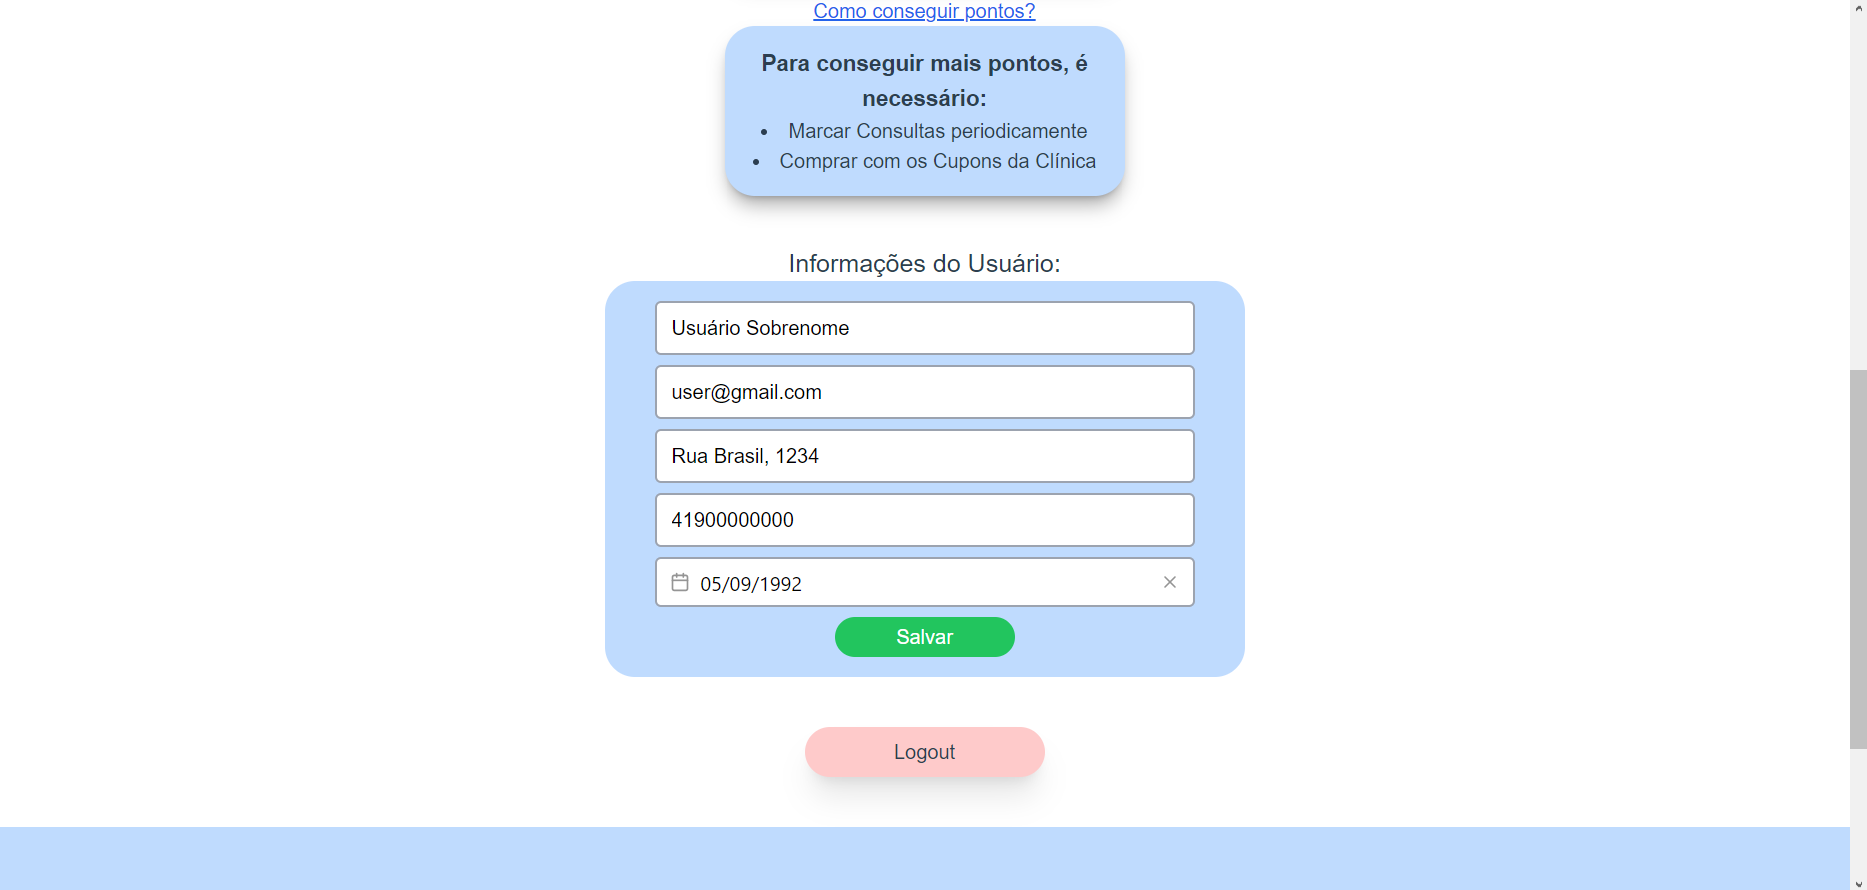 Como conseguir pontos?
Para conseguir mais pontos, é
necessário:
• Marcar Consultas periodicamente
• Comprar com os Cupons da Clínica
Informações do Usuário:
Usuário Sobrenome
user@gmail.com
Rua Brasil, 1234
41900000000
05/09/1992
Salvar
Logout